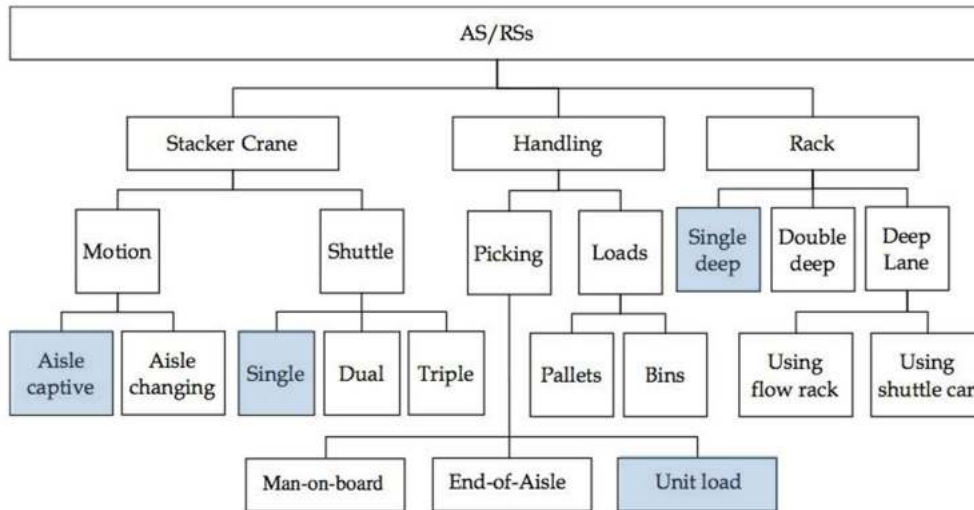 AS/RSs
Stacker Crane
Handling
Rack
Motion
Shuttle
Picking
Loads
Single
deep
Double
deep
Deep
Lane
Aisle
captive
Aisle
changing
Single
Dual
Triple
Pallets
Bins
Using
flow rack
Using
shuttle car
Man-on-board
End-of-Aisle
Unit load